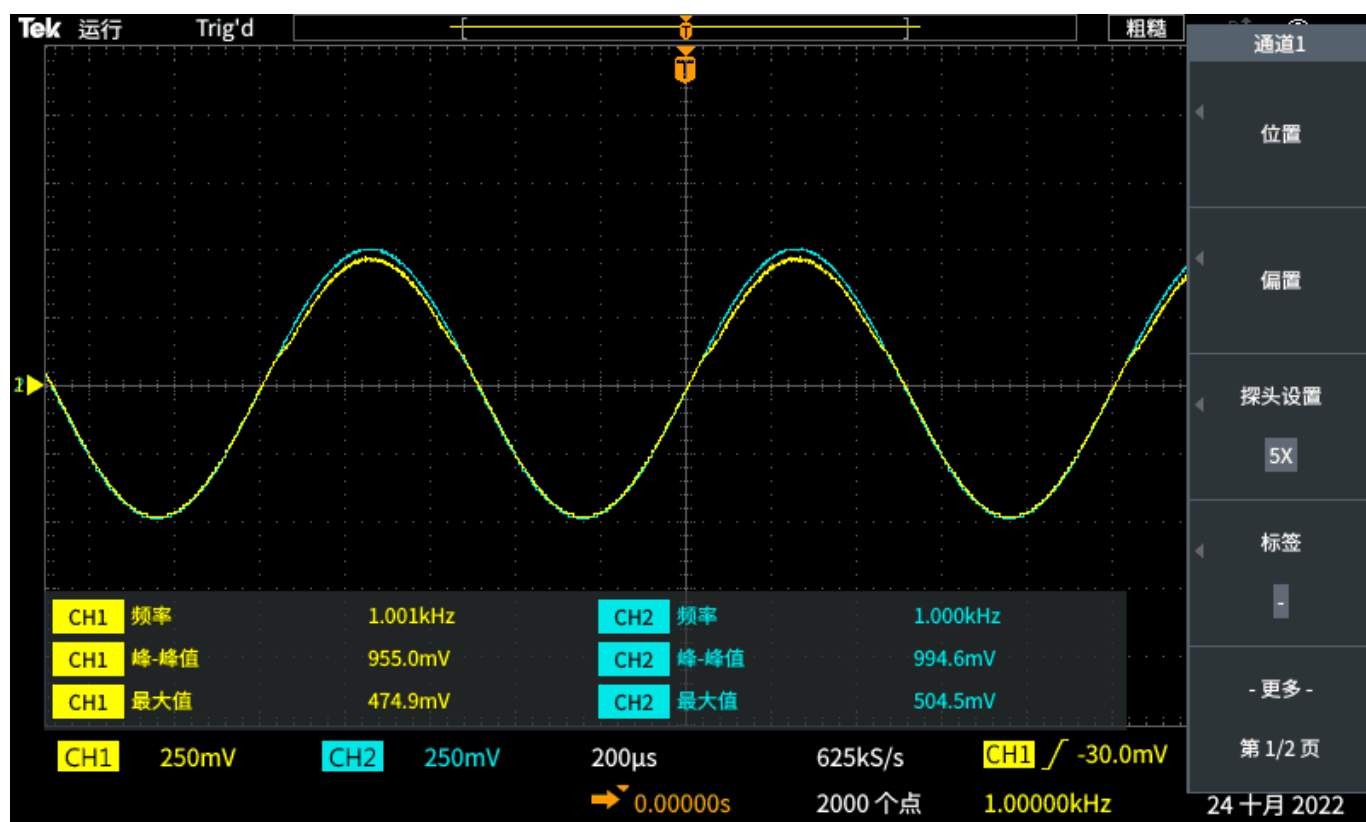 Tek 运行 Trig'd T 粗糙
通道1
T
位置
偏置
探头设置
5X
标签
-
CH1 频率 1.001kHz CH2 频率 1.000kHz
CH1 峰-峰值 955.0mV CH2 峰-峰值 994.6mV
CH1 最大值 474.9mV CH2 最大值 504.5mV
- 更多 -
第 1/2 页
CH1 250mV CH2 250mV 200µs 625kS/s CH1 -30.0mV
0.00000s 2000 个点 1.00000kHz 24 十月 2022